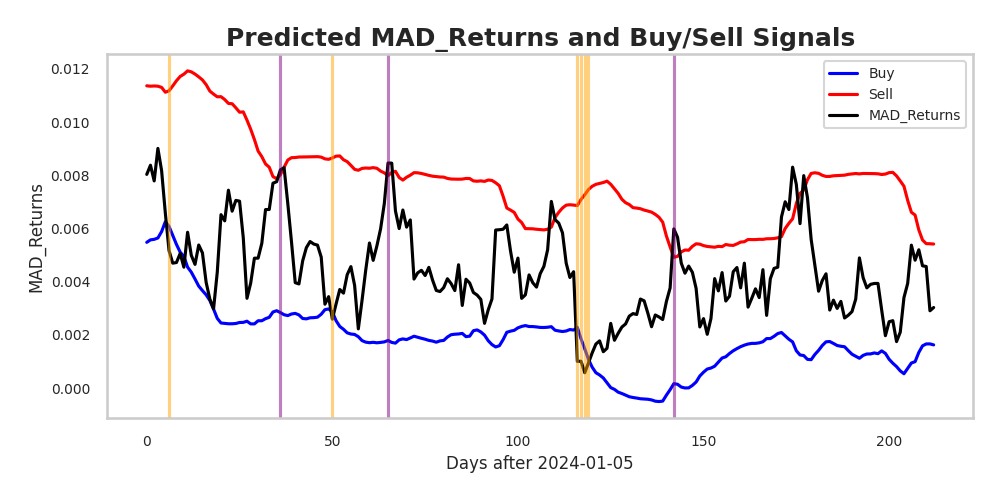 Predicted MAD_Returns and Buy/Sell Signals
MAD_Returns
0.012
0.010
0.008
0.006
0.004
0.002
0.000
Buy
Sell
MAD_Returns
0 50 100 150 200
Days after 2024-01-05